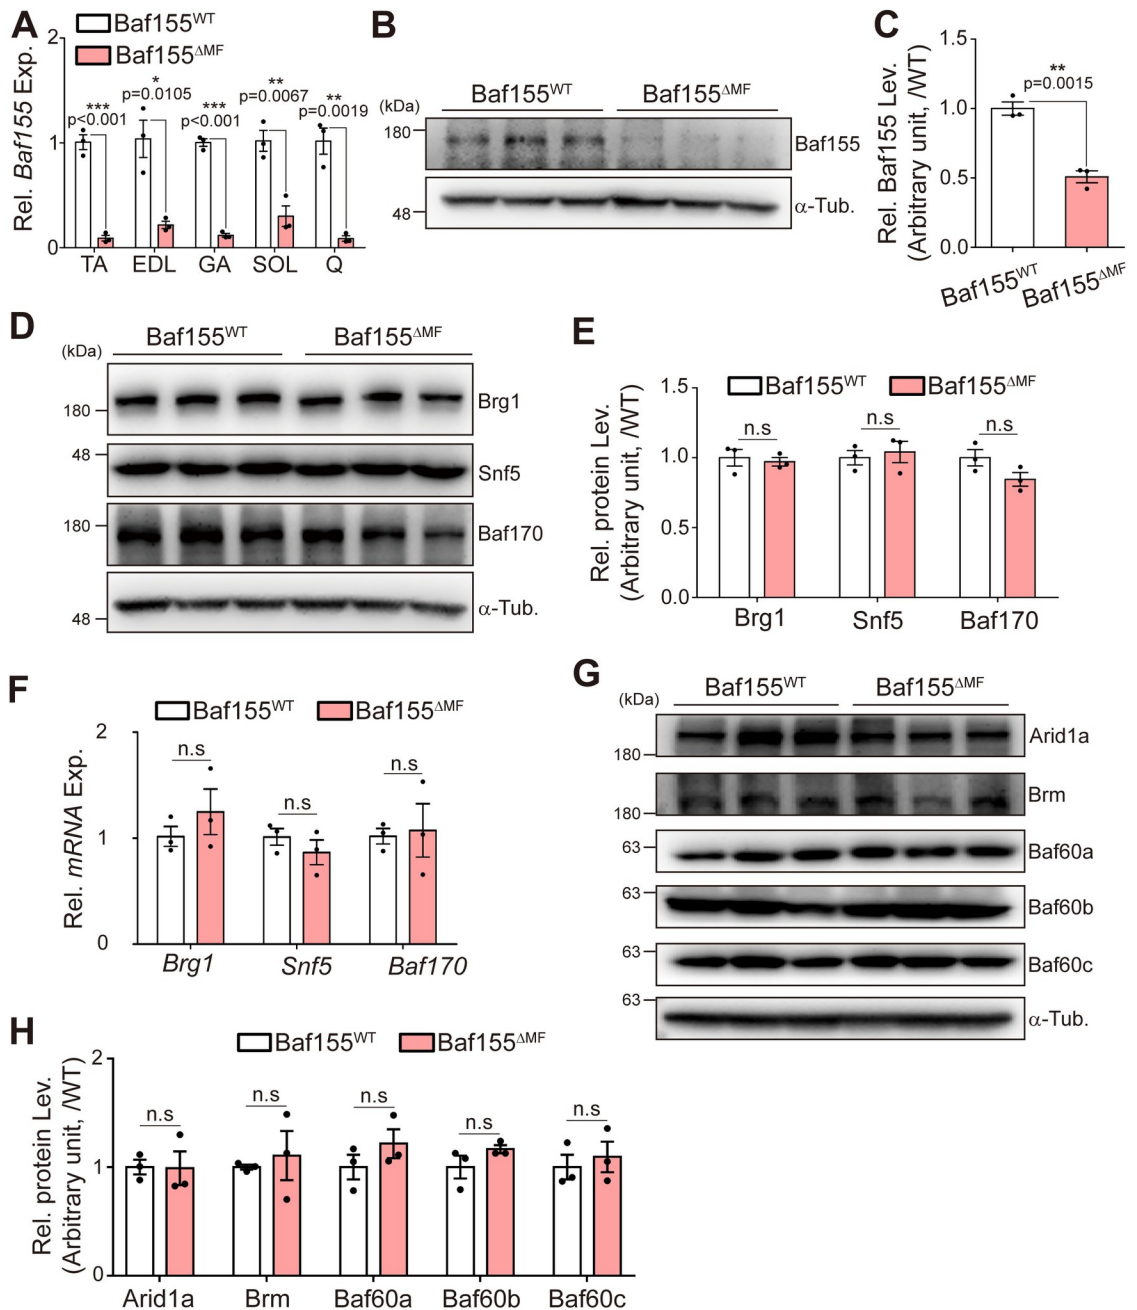 A
Baf155WT
Baf155ΔMF
Rel. Baf155 Exp.
2
1
0
***
p<0.001
*
p=0.0105
***
p<0.001
**
p=0.0067
**
p=0.0019
TA EDL GA SOL Q
B
(kDa)
Baf155WT Baf155ΔMF
180
Baf155
48
α-Tub.
C
Rel. Baf155 Lev.
(Arbitrary unit, /WT)
1.5
1.0
0.5
0.0
**
p=0.0015
Baf155WT
Baf155ΔMF
D
(kDa)
Baf155WT Baf155ΔMF
180
Brg1
48
Snf5
180
Baf170
48
α-Tub.
E
Baf155WT Baf155ΔMF
Rel. protein Lev.
(Arbitrary unit, /WT)
1.5
1.0
0.5
0.0
n.s n.s n.s
Brg1 Snf5 Baf170
F
Baf155WT Baf155ΔMF
Rel. mRNA Exp.
2
1
0
n.s n.s n.s
Brg1 Snf5 Baf170
G
(kDa)
Baf155WT Baf155ΔMF
180
Arid1a
180
Brm
63
Baf60a
63
Baf60b
63
Baf60c
63
α-Tub.
H
Baf155WT Baf155ΔMF
Rel. protein Lev.
(Arbitrary unit, /WT)
2
1
0
n.s n.s n.s n.s n.s
Arid1a Brm Baf60a Baf60b Baf60c